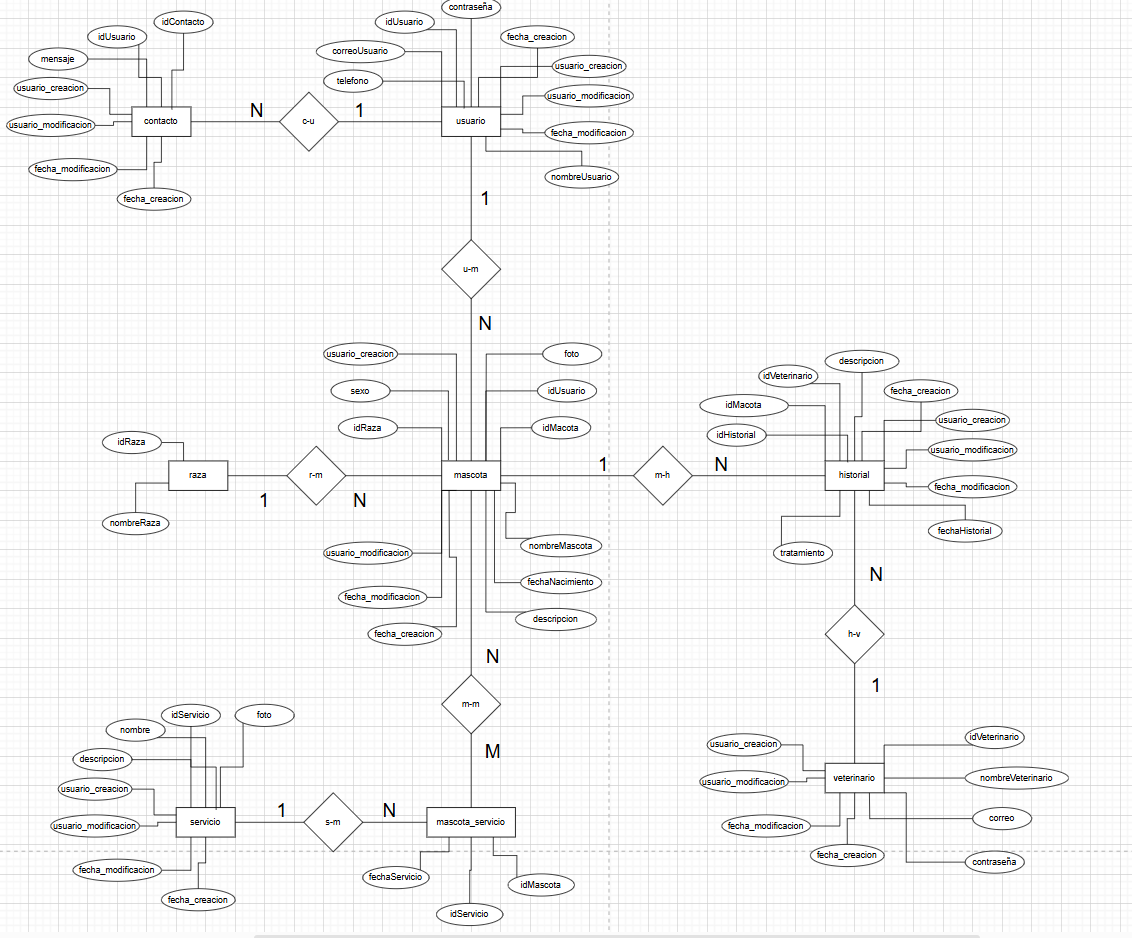 contraseña
idContacto
idUsuario
idUsuario
fecha_creacion
correoUsuario
mensaje
usuario_creacion
telefono
usuario_creacion
usuario_modificacion
N
1
contacto
c-u
usuario
usuario_modificacion
fecha_modificacion
fecha_modificacion
nombreUsuario
fecha_creacion
1
u-m
N
usuario_creacion
foto
descripcion
idVeterinario
sexo
idUsuario
fecha_creacion
idMacota
usuario_creacion
idRaza
idMacota
idHistorial
idRaza
usuario_modificacion
1
N
raza
r-m
mascota
m-h
historial
fecha_modificacion
1
N
nombreRaza
fechaHistorial
nombreMascota
usuario_modificacion
tratamiento
N
fechaNacimiento
fecha_modificacion
descripcion
fecha_creacion
h-v
N
1
m-m
idServicio
foto
nombre
idVeterinario
usuario_creacion
M
descripcion
veterinario
nombreVeterinario
usuario_modificacion
usuario_creacion
1
N
correo
servicio
s-m
mascota_servicio
usuario_modificacion
fecha_modificacion
fecha_creacion
contraseña
fecha_modificacion
fechaServicio
idMascota
fecha_creacion
idServicio